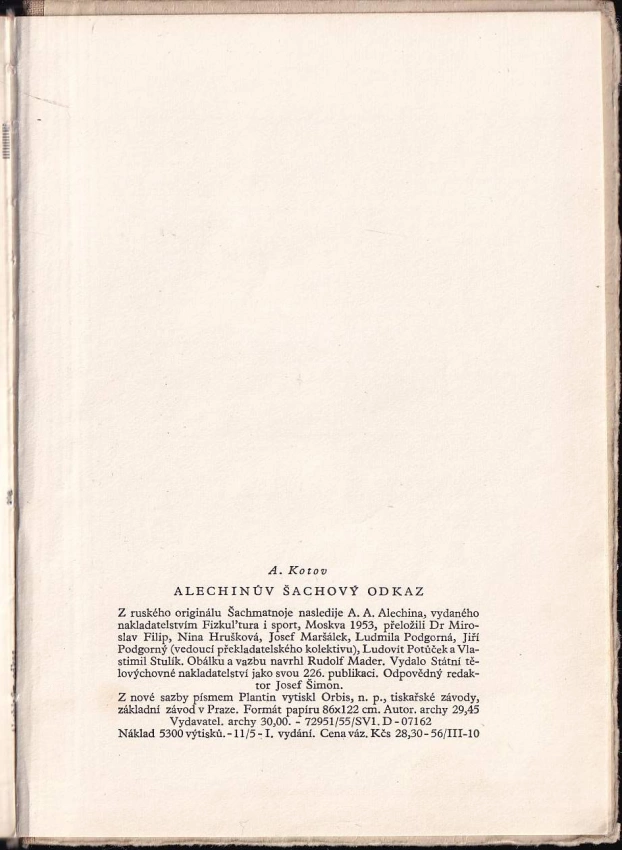 A. Kotov
ALECHINŮV ŠACHOVÝ ODKAZ
Z ruského originálu Šachmatnoje nasledije A. A. Alechina, vydaného
nakladatelstvím Fizkul'tura i sport, Moskva 1953, přeložili Dr Miro-
slav Filip, Nina Hrušková, Josef Maršálek, Ludmila Podgorná, Jiří
Podgorný (vedoucí překladatelského kolektivu), Ludovit Potůček a Vla-
stimil Stulík. Obálku a vazbu navrhl Rudolf Mader. Vydalo Státní tě-
lovýchovné nakladatelství jako svou 226. publikaci. Odpovědný redak-
tor Josef Šimon.
Z nové sazby písmem Plantin vytiskl Orbis, n. p., tiskařské závody,
základní závod v Praze. Formát papíru 86x122 cm. Autor. archy 29,45
Vydavatel. archy 30,00. - 72951/55/SV1. D - 07162
Náklad 5300 výtisků. - 11/5 - I. vydání. Cena váz. Kčs 28,30 - 56/III-10